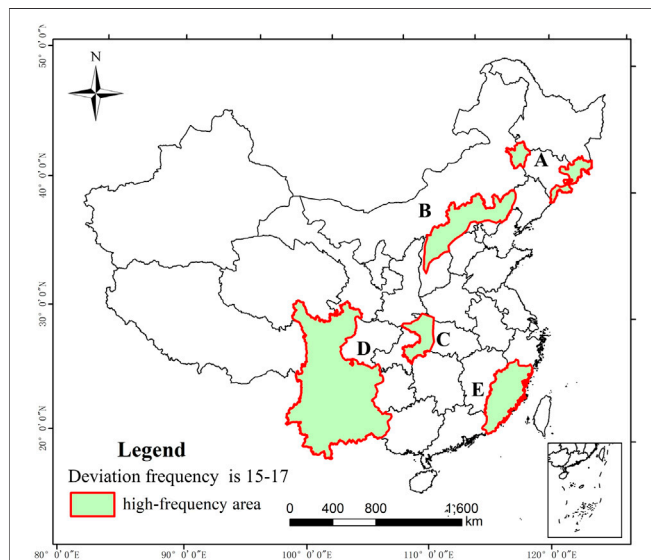 N
50° 0′0″N
40° 0′0″N
30° 0′0″N
20° 0′0″N
A
B
C
D
E
Legend
Deviation frequency is 15-17
high-frequency area
0 400 800 1,600
km
80° 0′0″E 90° 0′0″E 100° 0′0″E 110° 0′0″E 120° 0′0″E